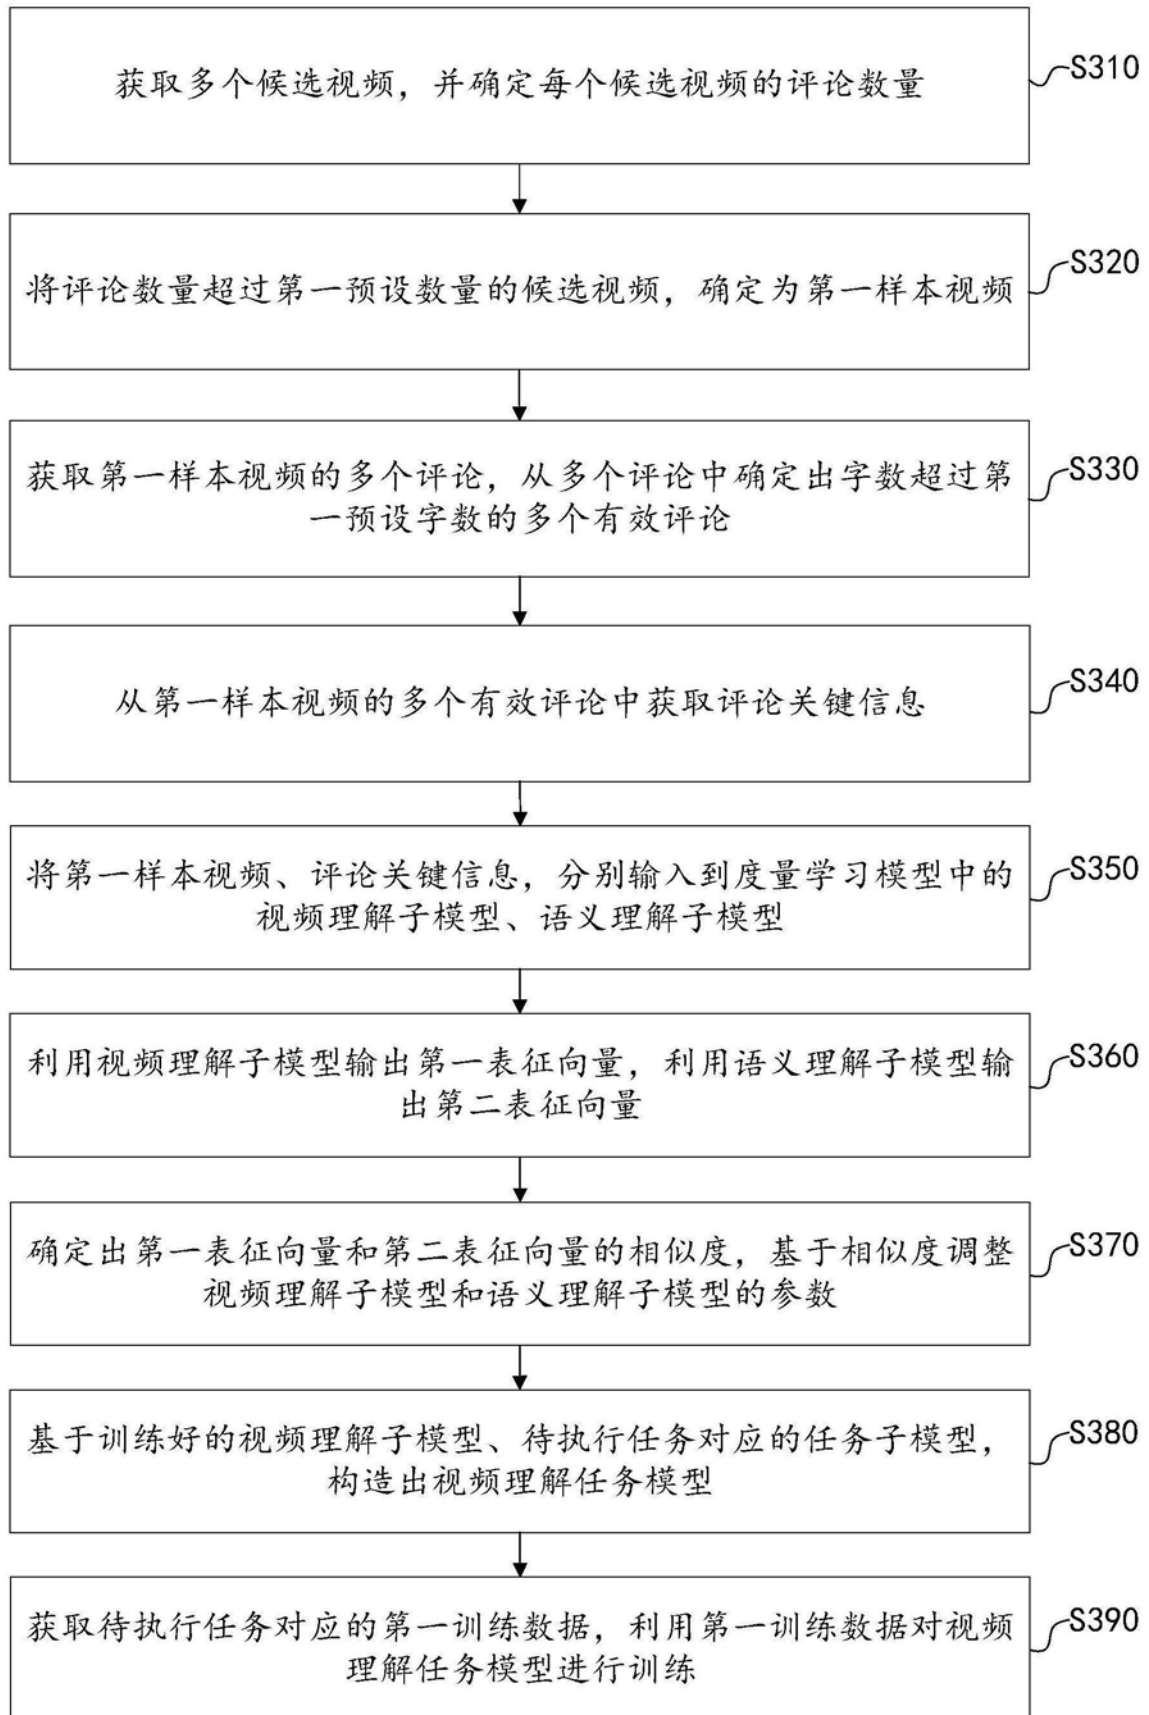 获取多个候选视频，并确定每个候选视频的评论数量
S310
将评论数量超过第一预设数量的候选视频，确定为第一样本视频
S320
获取第一样本视频的多个评论，从多个评论中确定出字数超过第
一预设字数的多个有效评论
S330
从第一样本视频的多个有效评论中获取评论关键信息
S340
将第一样本视频、评论关键信息，分别输入到度量学习模型中的
视频理解子模型、语义理解子模型
S350
利用视频理解子模型输出第一表征向量，利用语义理解子模型输
出第二表征向量
S360
确定出第一表征向量和第二表征向量的相似度，基于相似度调整
视频理解子模型和语义理解子模型的参数
S370
基于训练好的视频理解子模型、待执行任务对应的任务子模型，
构造出视频理解任务模型
S380
获取待执行任务对应的第一训练数据，利用第一训练数据对视频
理解任务模型进行训练
S390